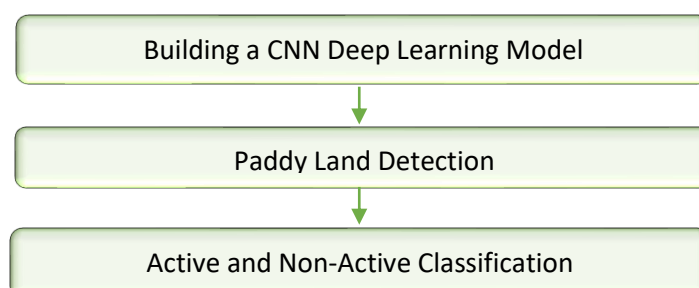 Building a CNN Deep Learning Model
Paddy Land Detection
Active and Non-Active Classification